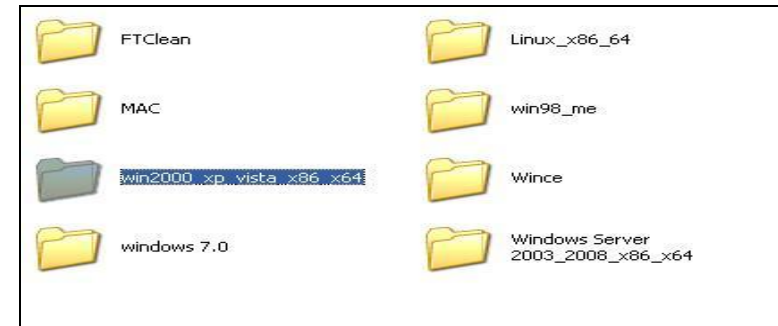 FTClean
Linux_x86_64
MAC
win98_me
win2000_xp_vista_x86_x64
Wince
windows 7.0
Windows Server
2003_2008_x86_x64